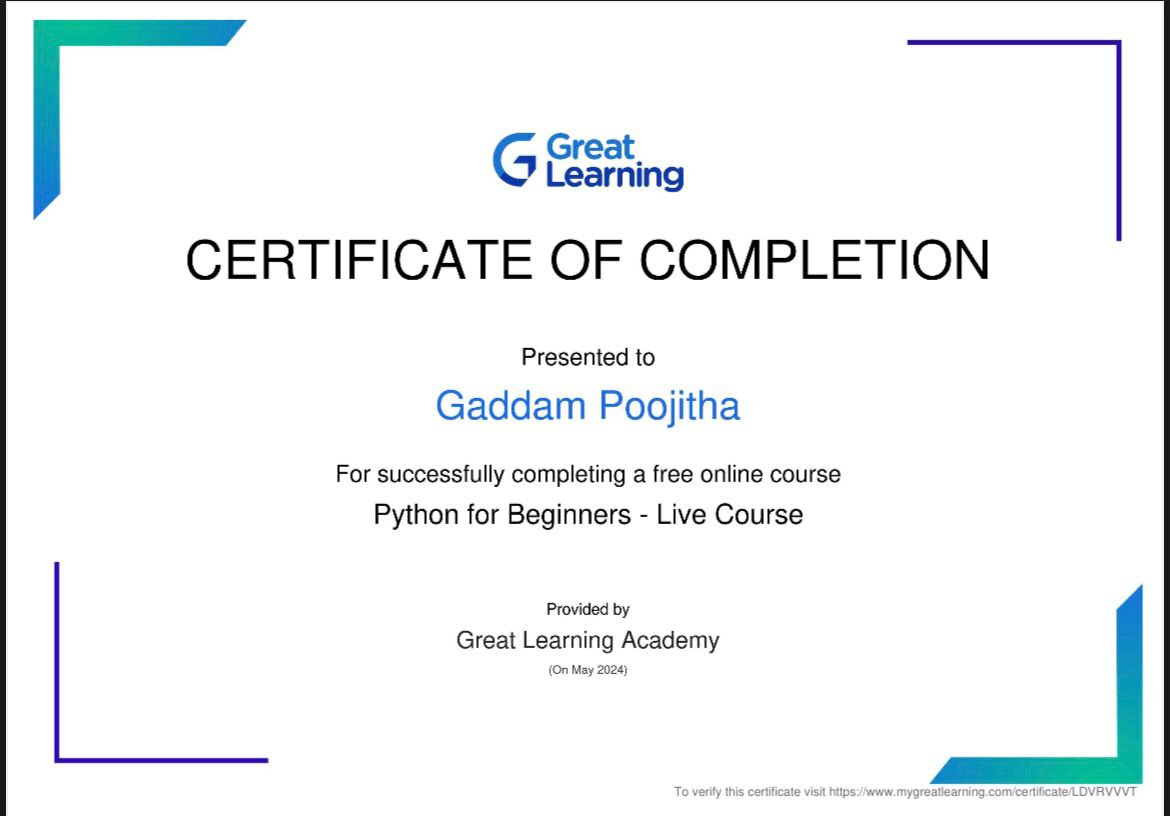 Great
Learning
CERTIFICATE OF COMPLETION
Presented to
Gaddam Poojitha
For successfully completing a free online course
Python for Beginners - Live Course
Provided by
Great Learning Academy
(On May 2024)
To verify this certificate visit https://www.mygreatlearning.com/certificate/LDVRVVVT